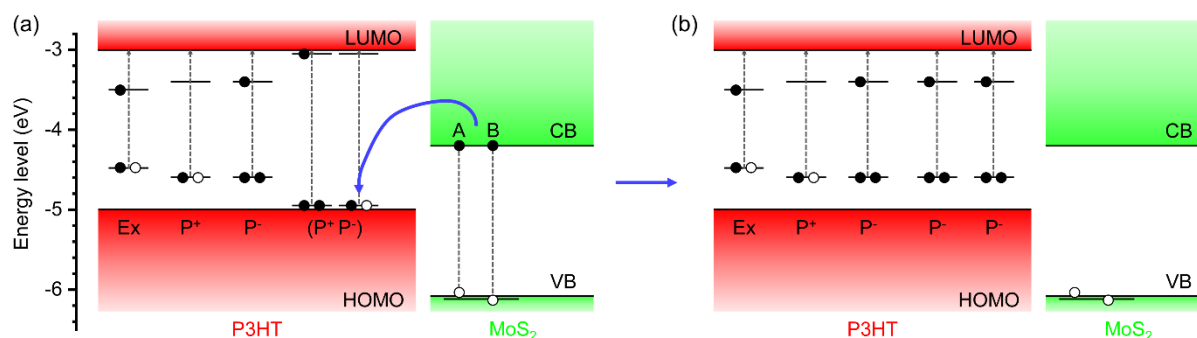 (a)
Energy level (eV)
-3
-4
-5
-6
LUMO
Ex
P⁺
P⁻
(P⁺ P⁻)
HOMO
P3HT
A
B
CB
VB
MoS₂
(b)
LUMO
Ex
P⁺
P⁻
P⁻
P⁻
HOMO
P3HT
CB
VB
MoS₂